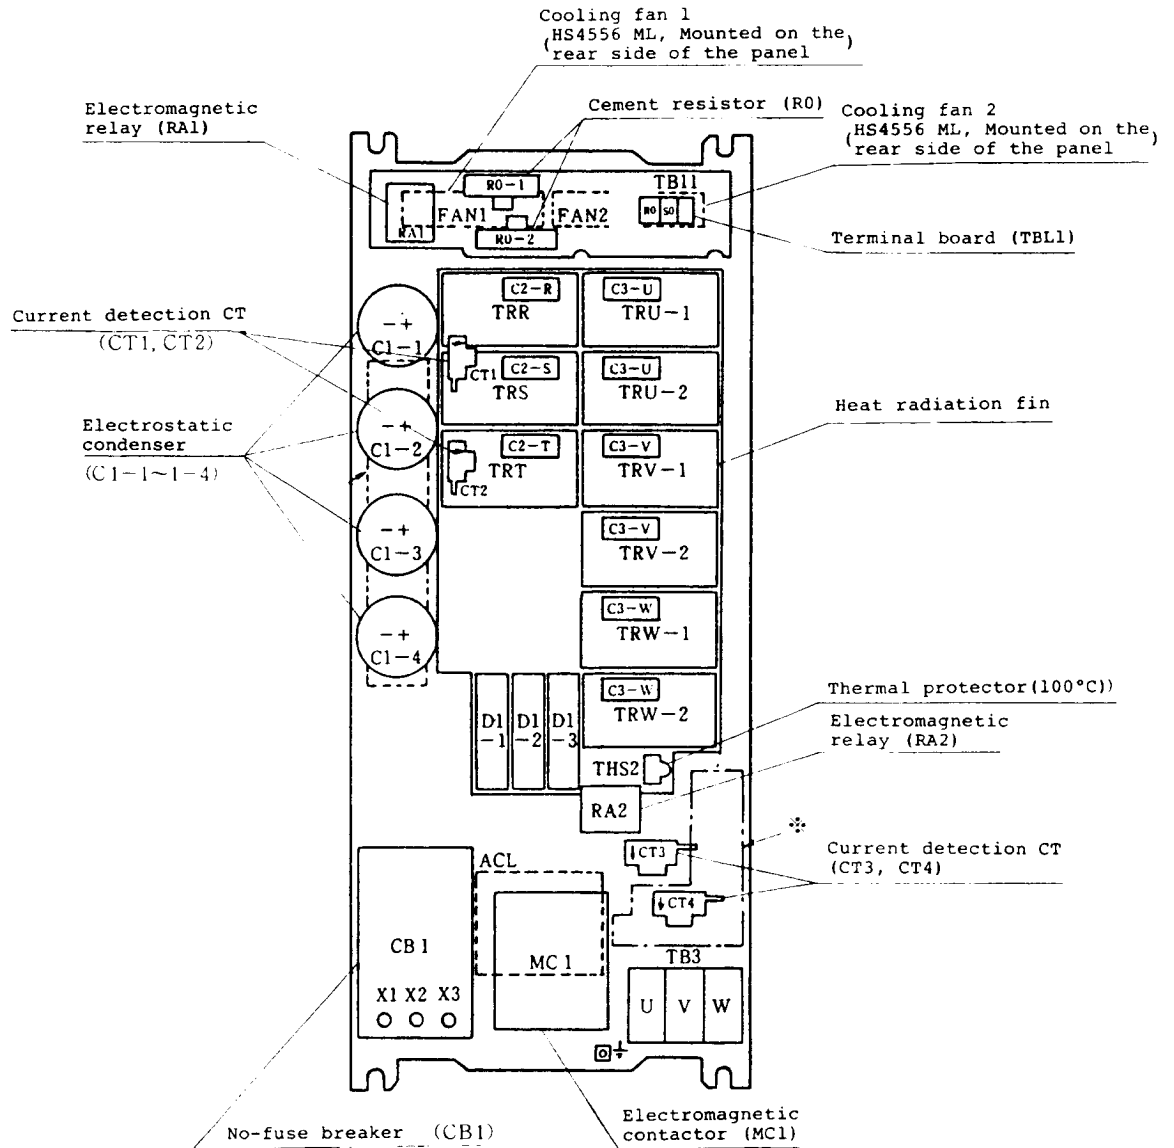 Cooling fan 1
(HS4556 ML, Mounted on the
rear side of the panel)
Electromagnetic
relay (RA1)
Cement resistor (R0)
Cooling fan 2
(HS4556 ML, Mounted on the
rear side of the panel)
R0-1
TB11
FAN1
FAN2
R0
S0
RA1
R0-2
Terminal board (TBL1)
C2-R
TRR
C3-U
TRU-1
Current detection CT
(CT1, CT2)
-+
C1-1
CT1
C2-S
TRS
C3-U
TRU-2
Heat radiation fin
Electrostatic
condenser
(C1-1~1-4)
-+
C1-2
C2-T
TRT
CT2
C3-V
TRV-1
-+
C1-3
C3-V
TRV-2
C3-W
TRW-1
-+
C1-4
C3-W
TRW-2
D1
-1
D1
-2
D1
-3
Thermal protector(100°C))
Electromagnetic
relay (RA2)
THS2
RA2
※
CT3
Current detection CT
(CT3, CT4)
ACL
CT4
CB1
MC1
TB3
X1 X2 X3
U V W
No-fuse breaker (CB1)
Electromagnetic
contactor (MC1)